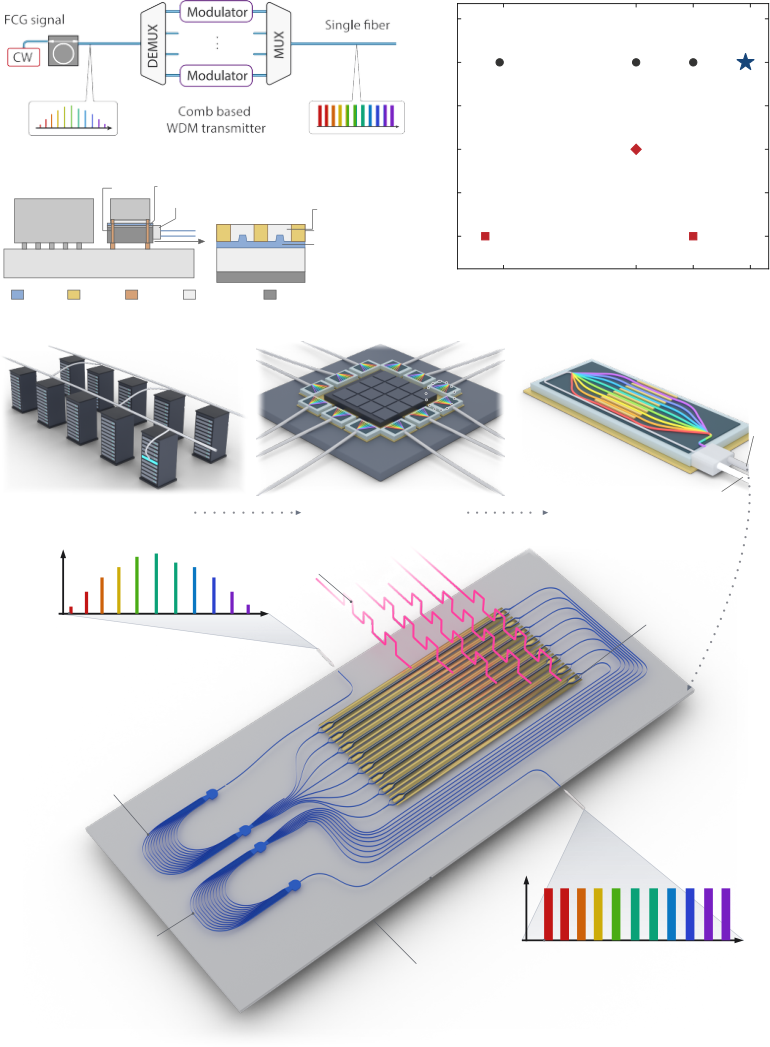 FCG signal
CW
DEMUX
Modulator
Modulator
MUX
Single fiber
Comb based
WDM transmitter